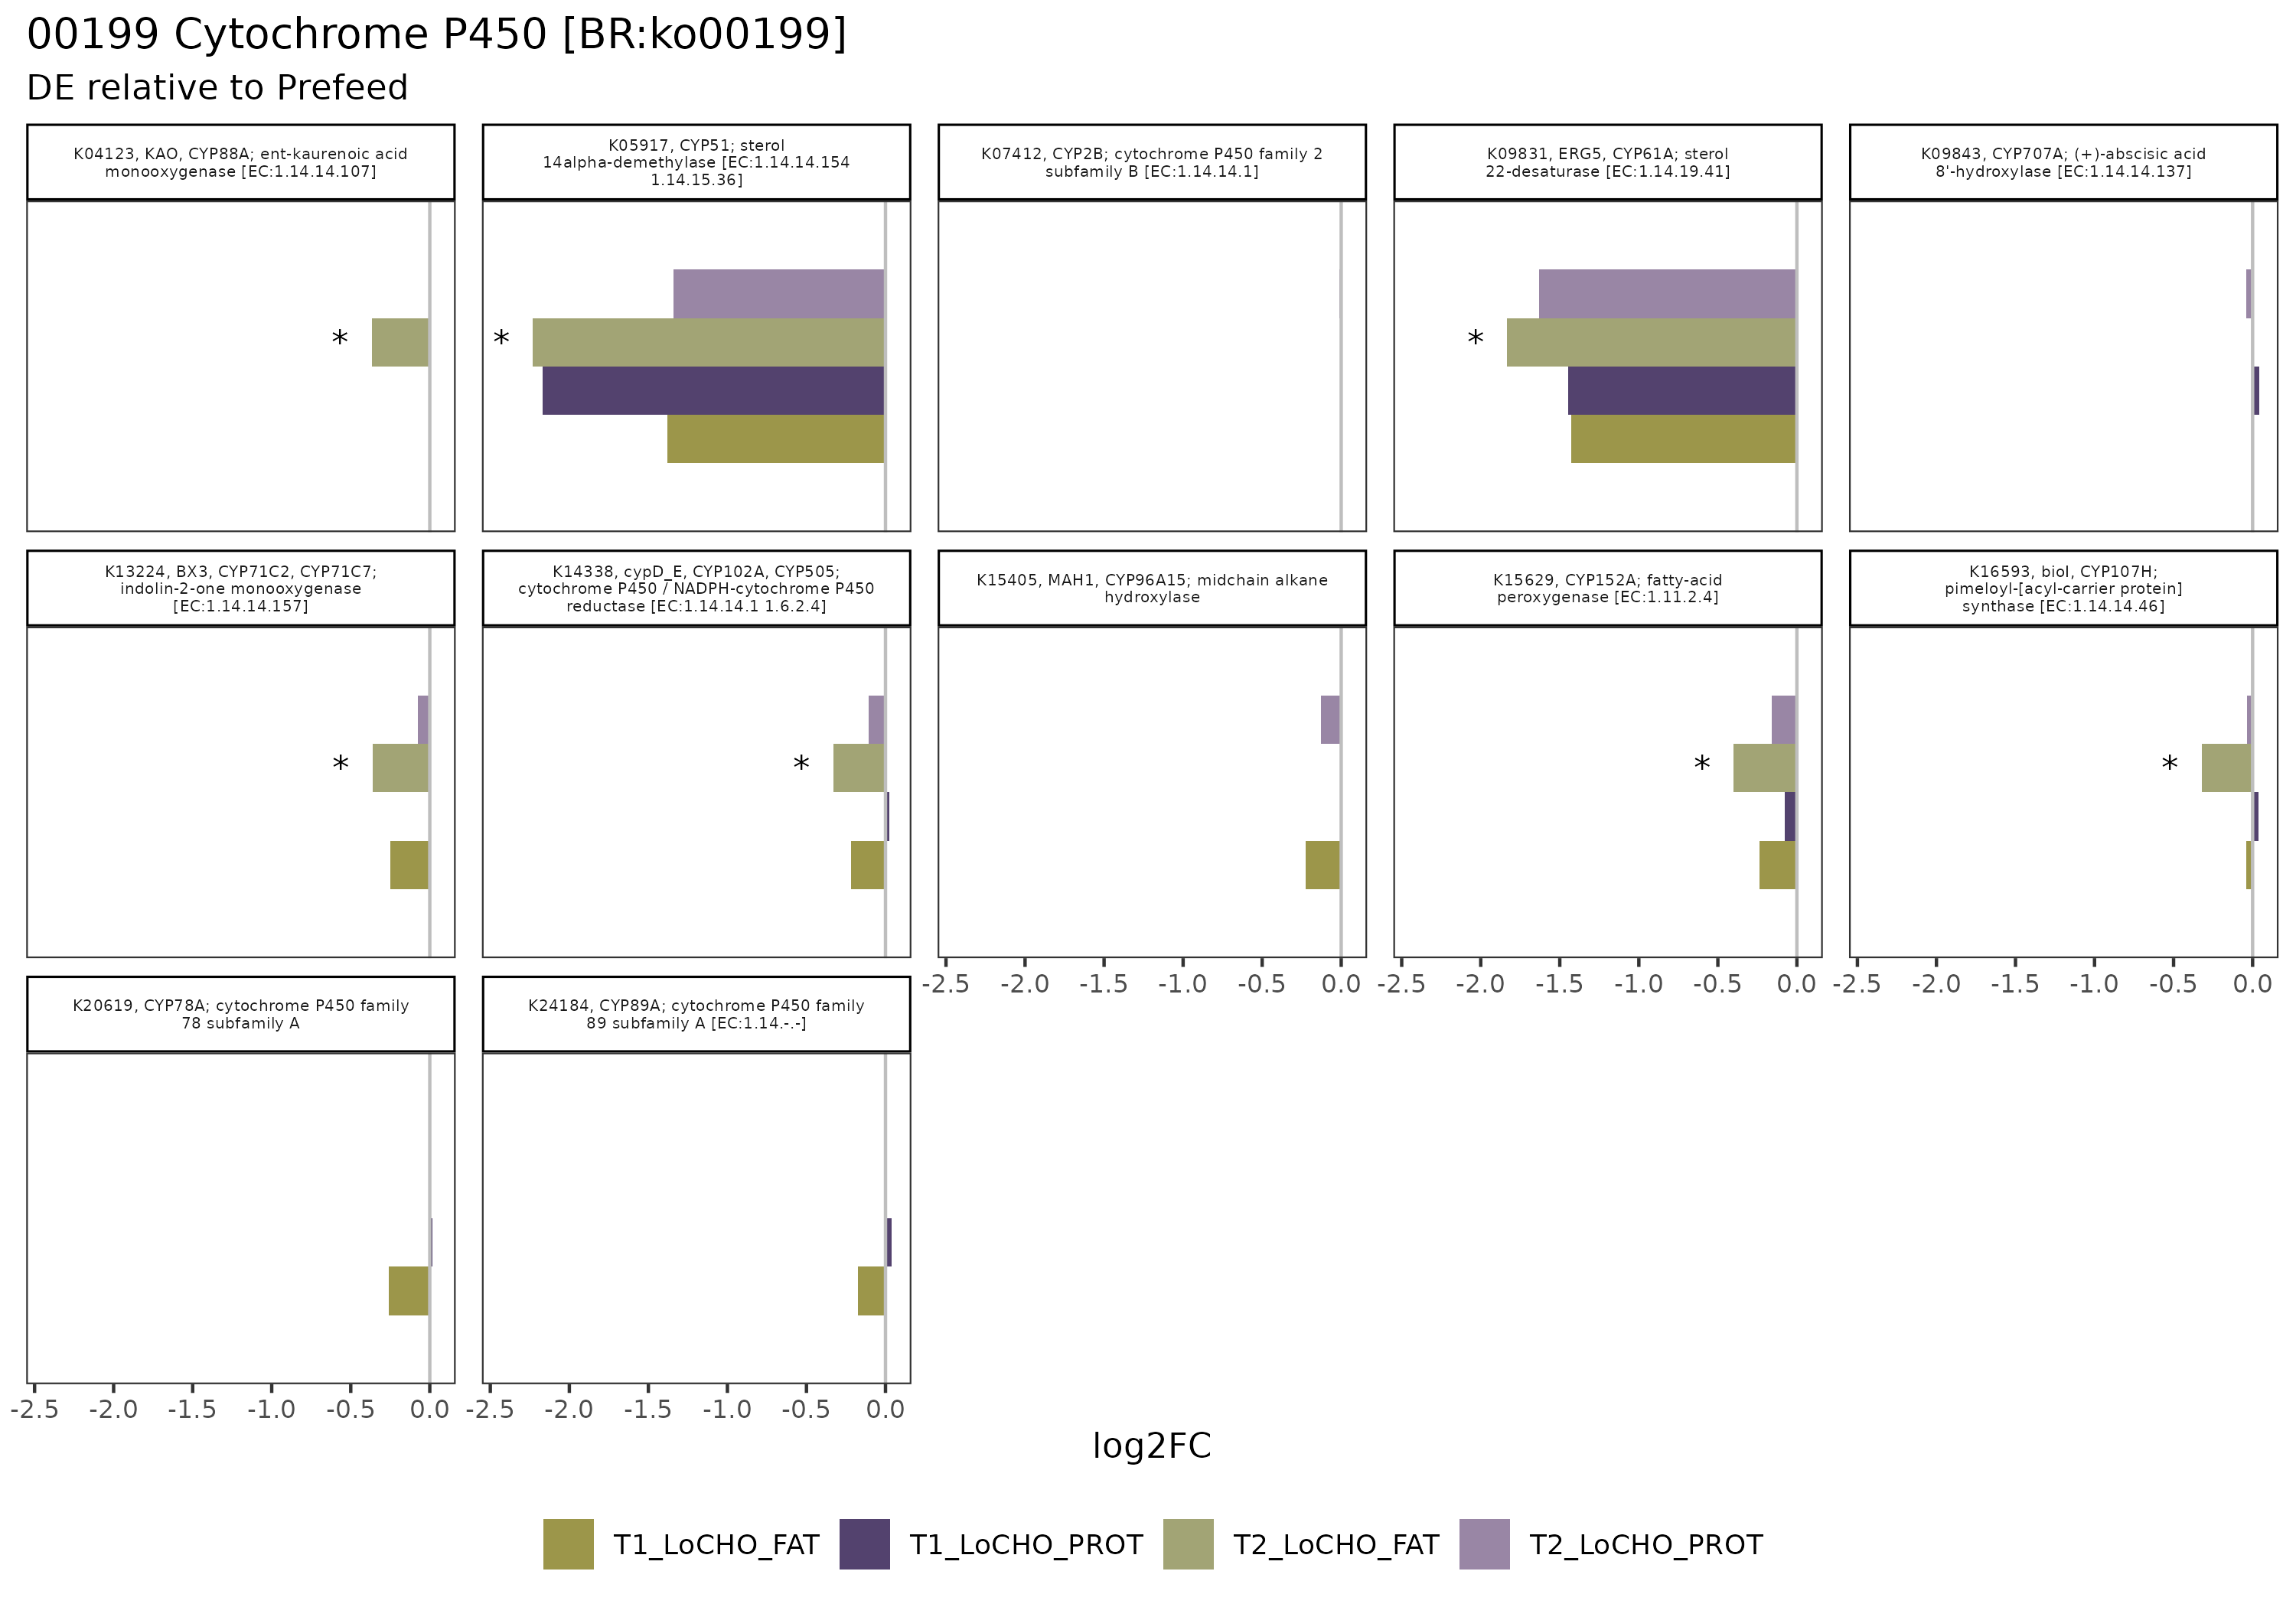 00199 Cytochrome P450 [BR:ko00199]
DE relative to Prefeed
K04123, KAO, CYP88A; ent-kaurenoic acid
monooxygenase [EC:1.14.14.107]
K05917, CYP51; sterol
14alpha-demethylase [EC:1.14.14.154
1.14.15.36]
K07412, CYP2B; cytochrome P450 family 2
subfamily B [EC:1.14.14.1]
K09831, ERG5, CYP61A; sterol
22-desaturase [EC:1.14.19.41]
K09843, CYP707A; (+)-abscisic acid
8'-hydroxylase [EC:1.14.14.137]
*
*
*
K13224, BX3, CYP71C2, CYP71C7;
indolin-2-one monooxygenase
[EC:1.14.14.157]
K14338, cypD_E, CYP102A, CYP505;
cytochrome P450 / NADPH-cytochrome P450
reductase [EC:1.14.14.1 1.6.2.4]
K15405, MAH1, CYP96A15; midchain alkane
hydroxylase
K15629, CYP152A; fatty-acid
peroxygenase [EC:1.11.2.4]
K16593, bioI, CYP107H;
pimeloyl-[acyl-carrier protein]
synthase [EC:1.14.14.46]
*
*
*
*
-2.5 -2.0 -1.5 -1.0 -0.5 0.0
-2.5 -2.0 -1.5 -1.0 -0.5 0.0
-2.5 -2.0 -1.5 -1.0 -0.5 0.0
K20619, CYP78A; cytochrome P450 family
78 subfamily A
K24184, CYP89A; cytochrome P450 family
89 subfamily A [EC:1.14.-.-]
-2.5 -2.0 -1.5 -1.0 -0.5 0.0
-2.5 -2.0 -1.5 -1.0 -0.5 0.0
log2FC
T1_LoCHO_FAT
T1_LoCHO_PROT
T2_LoCHO_FAT
T2_LoCHO_PROT